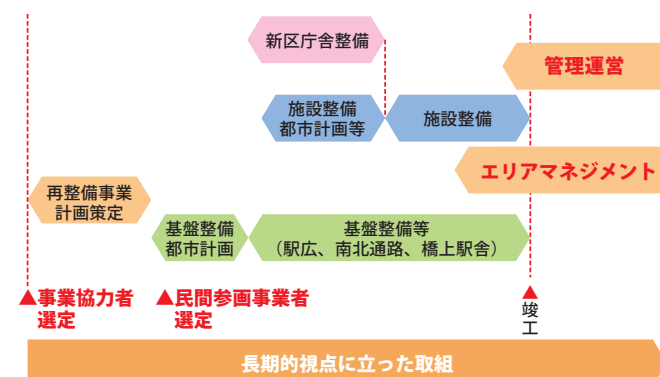 新区庁舎整備
管理運営
施設整備
都市計画等
施設整備
エリアマネジメント
再整備事業
計画策定
基盤整備
都市計画
基盤整備等
（駅広、南北通路、橋上駅舎）
▲事業協力者
選定
▲民間参画事業者
選定
▲
竣
工
長期的視点に立った取組